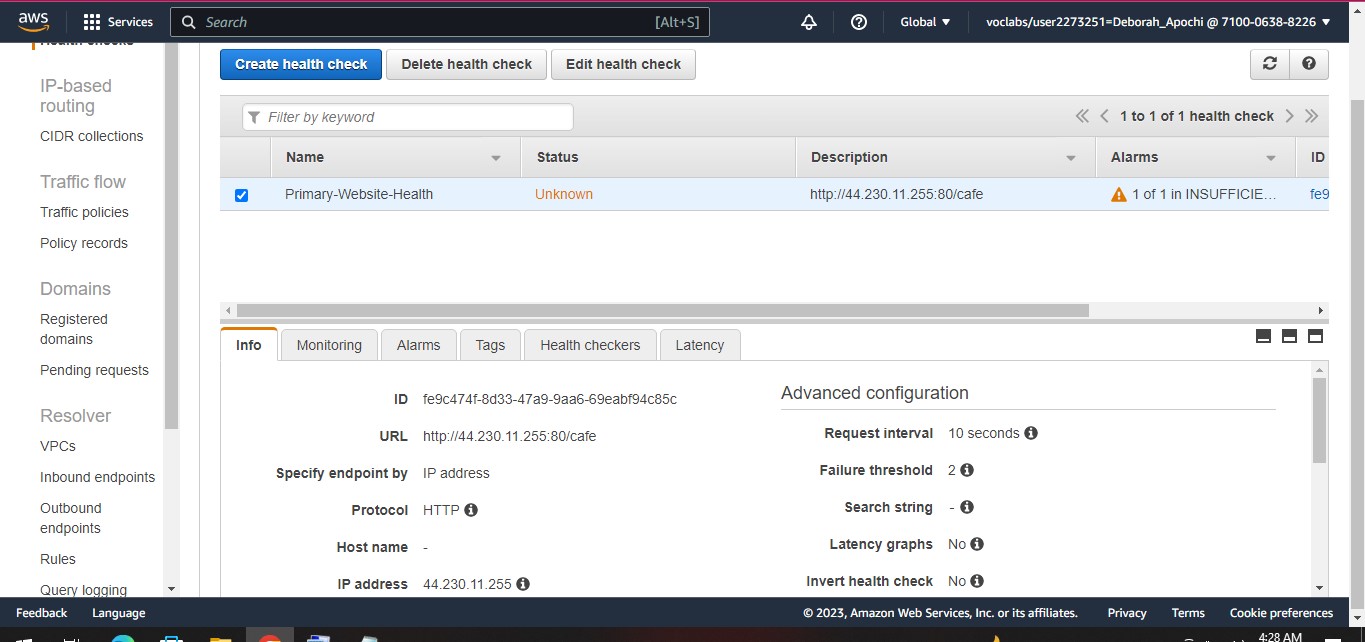 aws Services Search [Alt+S] Global voclabs/user2273251=Deborah_Apochi @ 7100-0638-8226
Health checks
IP-based
routing
CIDR collections
Traffic flow
Traffic policies
Policy records
Domains
Registered
domains
Pending requests
Resolver
VPCs
Inbound endpoints
Outbound
endpoints
Rules
Query logging
Create health check Delete health check Edit health check
Filter by keyword 1 to 1 of 1 health check
Name Status Description Alarms ID
Primary-Website-Health Unknown http://44.230.11.255:80/cafe 1 of 1 in INSUFFICIE... fe9
Info Monitoring Alarms Tags Health checkers Latency
ID fe9c474f-8d33-47a9-9aa6-69eabf94c85c
URL http://44.230.11.255:80/cafe
Specify endpoint by IP address
Protocol HTTP
Host name -
IP address 44.230.11.255
Advanced configuration
Request interval 10 seconds
Failure threshold 2
Search string -
Latency graphs No
Invert health check No
Feedback Language © 2023, Amazon Web Services, Inc. or its affiliates. Privacy Terms Cookie preferences
4:28 AM